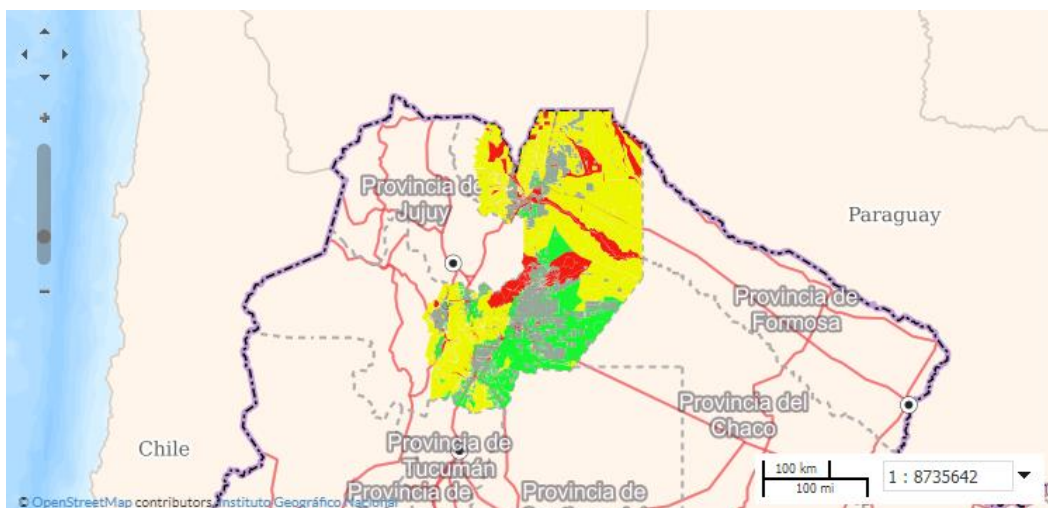 Provincia de
Jujuy
Paraguay
Provincia de
Formosa
Provincia del
Chaco
Chile
Provincia de
Tucumán
Provincia de
Provincia de
100 km
100 mi
1 : 8735642
© OpenStreetMap contributors, Instituto Geográfico Nacional